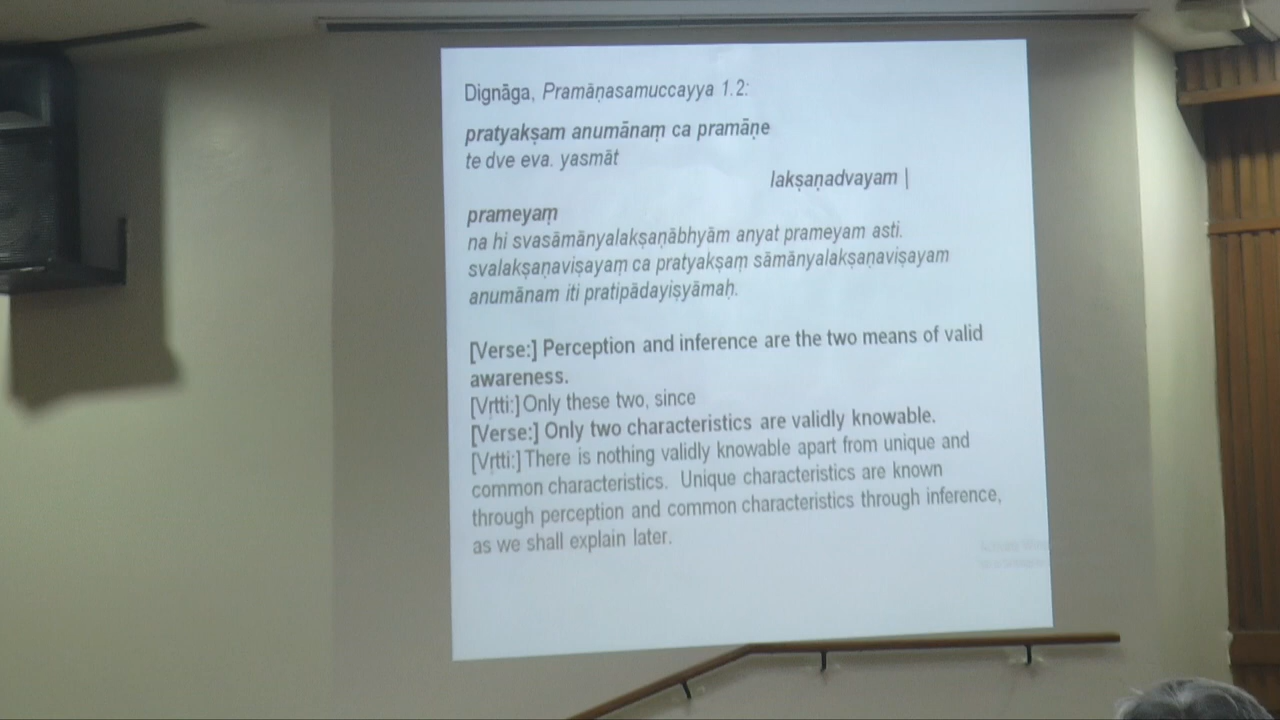 Dignāga, Pramāṇasamuccayya 1.2:
pratyakṣam anumānaṃ ca pramāṇe
te dve eva. yasmāt
lakṣaṇadvayam |
prameyaṃ
na hi svasāmānyalakṣaṇābhyām anyat prameyam asti.
svalakṣaṇaviṣayaṃ ca pratyakṣaṃ sāmānyalakṣaṇaviṣayam
anumānam iti pratipādayiṣyāmaḥ.
[Verse:] Perception and inference are the two means of valid
awareness.
[Vṛtti:] Only these two, since
[Verse:] Only two characteristics are validly knowable.
[Vṛtti:] There is nothing validly knowable apart from unique and
common characteristics. Unique characteristics are known
through perception and common characteristics through inference,
as we shall explain later.